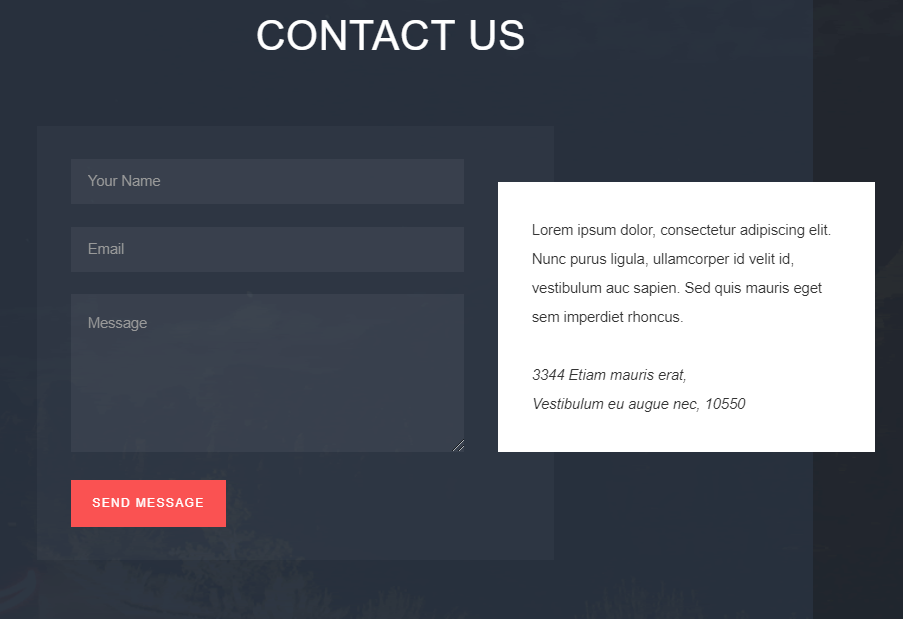 CONTACT US
Your Name
Email
Message
SEND MESSAGE
Lorem ipsum dolor, consectetur adipiscing elit.
Nunc purus ligula, ullamcorper id velit id,
vestibulum auc sapien. Sed quis mauris eget
sem imperdiet rhoncus.
3344 Etiam mauris erat,
Vestibulum eu augue nec, 10550